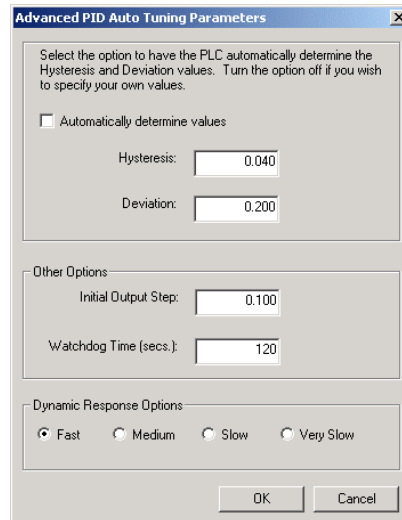 Advanced PID Auto Tuning Parameters
Select the option to have the PLC automatically determine the
Hysteresis and Deviation values. Turn the option off if you wish
to specify your own values.
Automatically determine values
Hysteresis: 0.040
Deviation: 0.200
Other Options
Initial Output Step: 0.100
Watchdog Time (secs.): 120
Dynamic Response Options
Fast Medium Slow Very Slow
OK Cancel